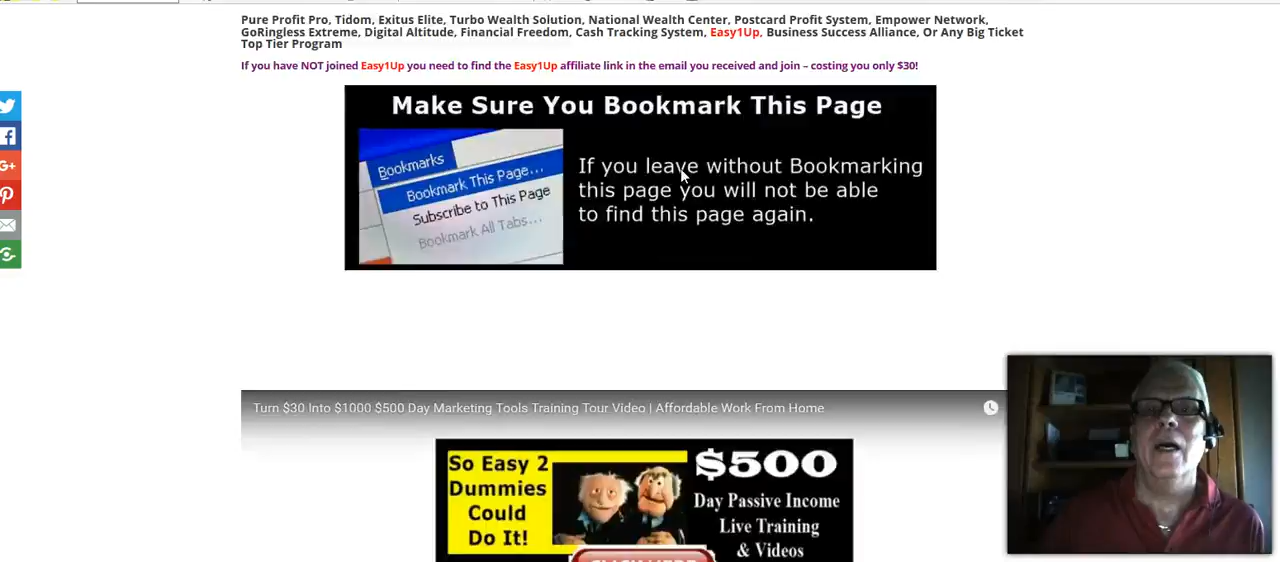 Pure Profit Pro, Tidom, Exitus Elite, Turbo Wealth Solution, National Wealth Center, Postcard Profit System, Empower Network,
GoRingless Extreme, Digital Altitude, Financial Freedom, Cash Tracking System, Easy1Up, Business Success Alliance, Or Any Big Ticket
Top Tier Program
If you have NOT joined Easy1Up you need to find the Easy1Up affiliate link in the email you received and join – costing you only $30!
Make Sure You Bookmark This Page
Bookmarks
Bookmark This Page...
Subscribe to This Page
Bookmark All Tabs...
If you leave without Bookmarking
this page you will not be able
to find this page again.
Turn $30 Into $1000 $500 Day Marketing Tools Training Tour Video | Affordable Work From Home
So Easy 2
Dummies
Could
Do It!
$500
Day Passive Income
Live Training
& Videos